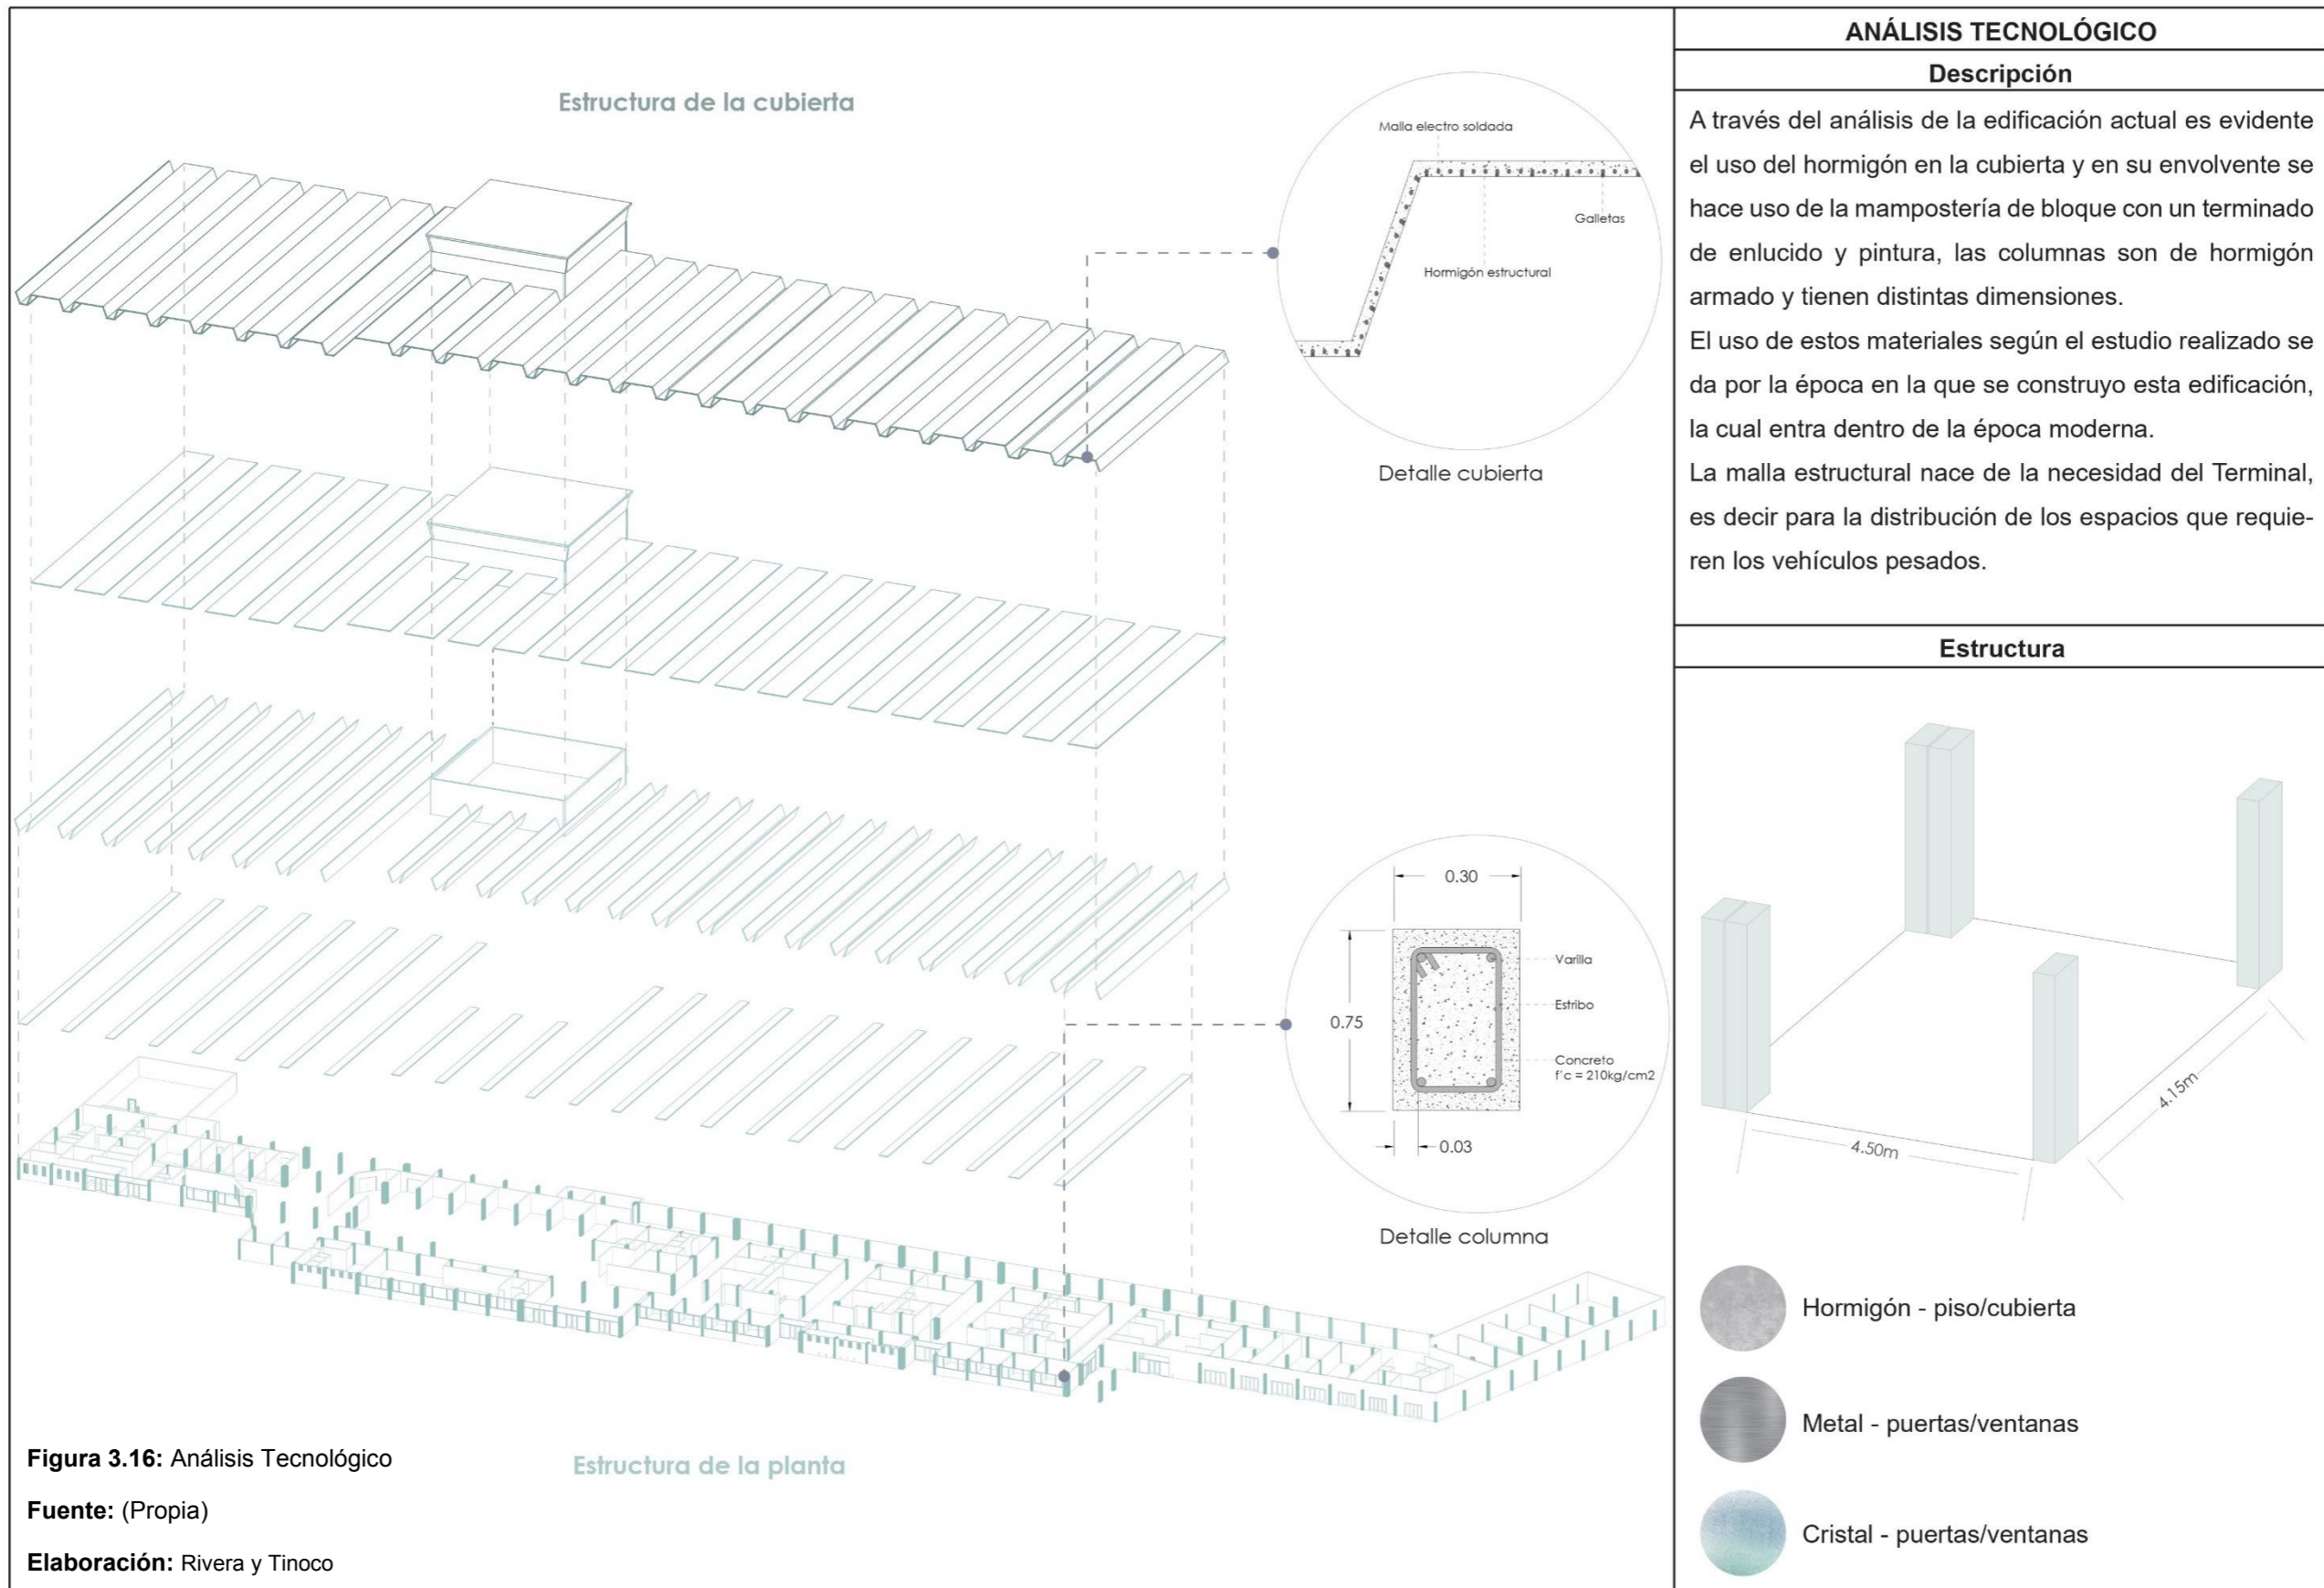 Estructura de la cubierta
Malla electro soldada
Galletas
Hormigón estructural
Detalle cubierta
0.30
Varilla
Estribo
0.75
Concreto
f'c = 210kg/cm2
0.03
Detalle columna
Estructura de la planta
Figura 3.16: Análisis Tecnológico
Fuente: (Propia)
Elaboración: Rivera y Tinoco
ANÁLISIS TECNOLÓGICO
Descripción
A través del análisis de la edificación actual es evidente
el uso del hormigón en la cubierta y en su envolvente se
hace uso de la mampostería de bloque con un terminado
de enlucido y pintura, las columnas son de hormigón
armado y tienen distintas dimensiones.
El uso de estos materiales según el estudio realizado se
da por la época en la que se construyo esta edificación,
la cual entra dentro de la época moderna.
La malla estructural nace de la necesidad del Terminal,
es decir para la distribución de los espacios que requie-
ren los vehículos pesados.
Estructura
4.15m
4.50m
Hormigón - piso/cubierta
Metal - puertas/ventanas
Cristal - puertas/ventanas